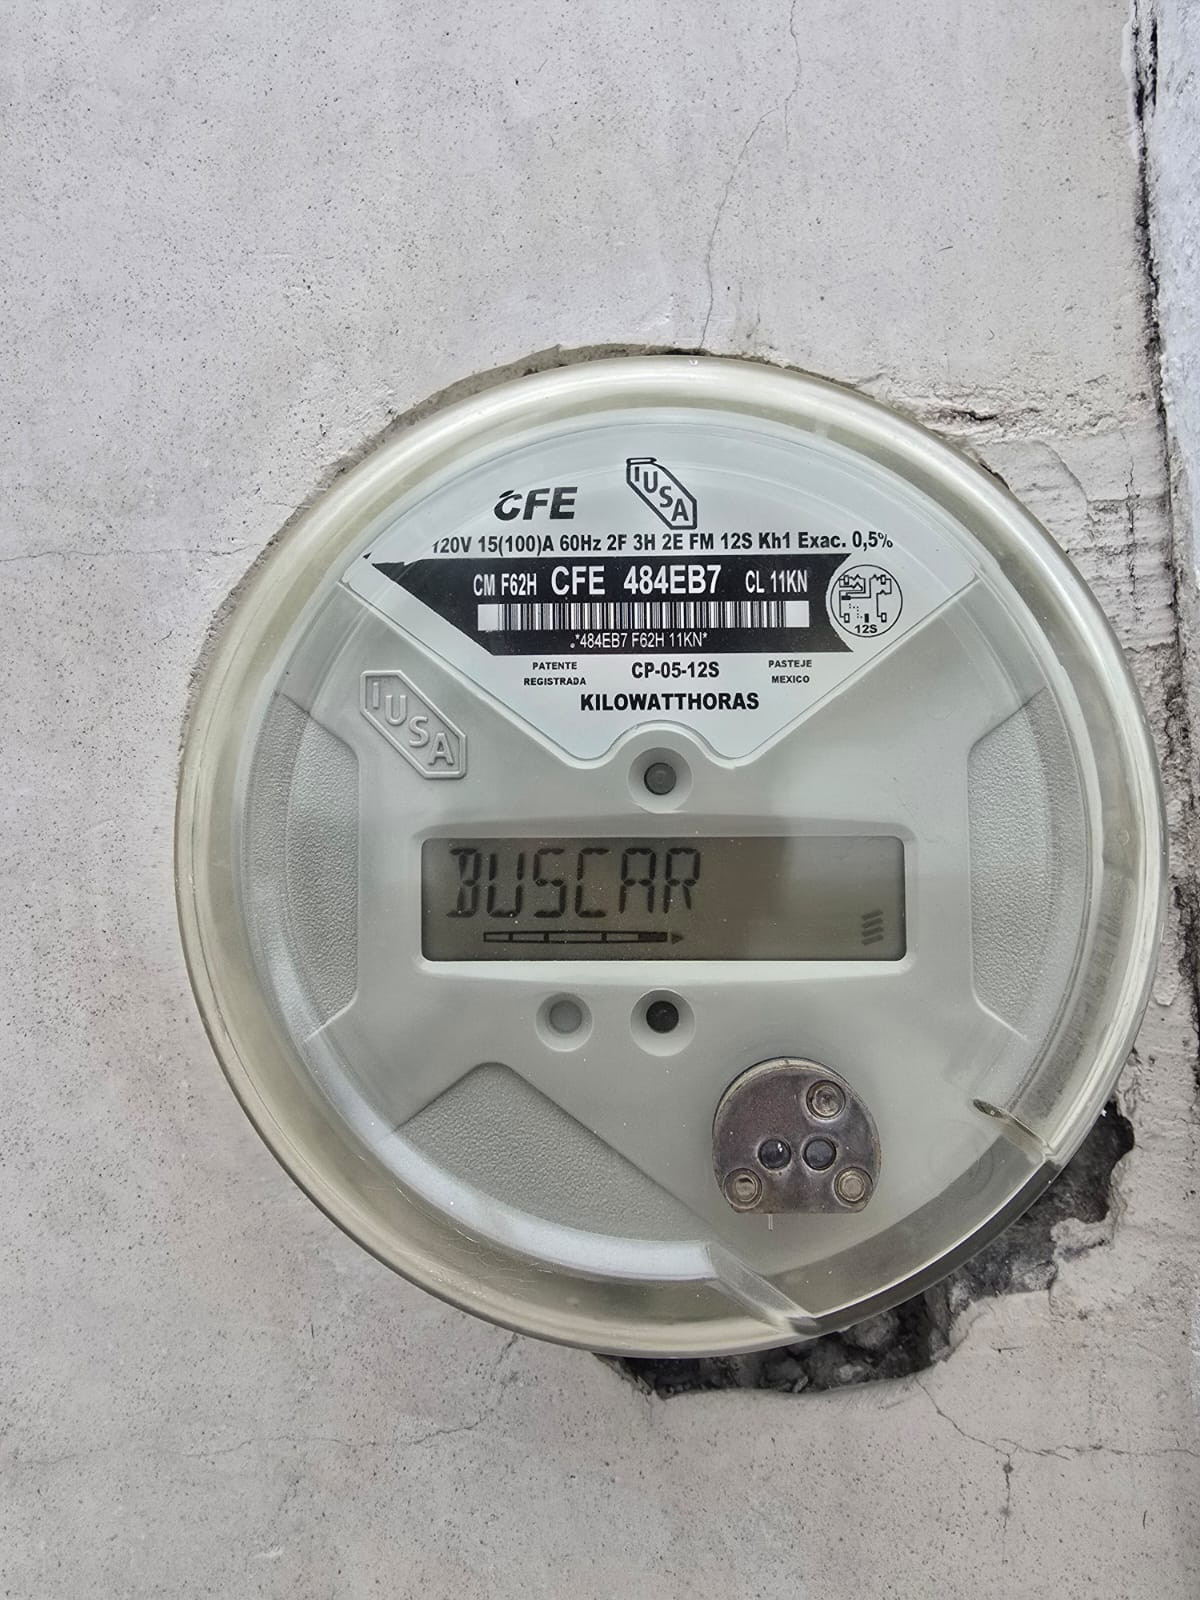 CFE
IUSA
120V 15(100)A 60Hz 2F 3H 2E FM 12S Kh1 Exac. 0,5%
CM F62H CFE 484EB7 CL 11KN
12S
*484EB7 F62H 11KN*
PATENTE REGISTRADA
CP-05-12S
PASTEJE MEXICO
KILOWATTHORAS
IUSA
BUSCAR